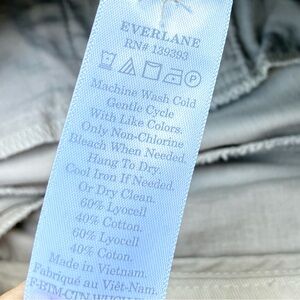 EVERLANE
RN# 139393
Machine Wash Cold
Gentle Cycle
With Like Colors.
Only Non-Chlorine
Bleach When Needed.
Hang To Dry.
Cool Iron If Needed.
Or Dry Clean.
60% Lyocell
40% Cotton.
60% Lyocell
40% Coton.
Made in Vietnam.
Fabriqué au Viêt-Nam.